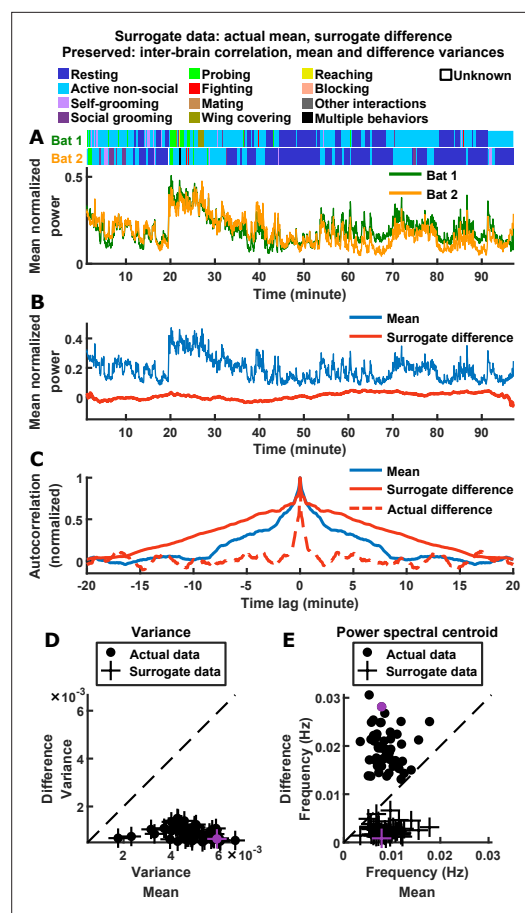 Surrogate data: actual mean, surrogate difference
Preserved: inter-brain correlation, mean and difference variances
Resting Probing Reaching Unknown
Active non-social Fighting Blocking
Self-grooming Mating Other interactions
Social grooming Wing covering Multiple behaviors
A
Bat 1
Bat 2
Mean normalized power
0.5
0
Bat 1
Bat 2
10 20 30 40 50 60 70 80 90
Time (minute)
B
Mean normalized power
0.4
0.2
0
Mean
Surrogate difference
10 20 30 40 50 60 70 80 90
Time (minute)
C
Autocorrelation (normalized)
1
0.5
0
Mean
Surrogate difference
Actual difference
-20 -15 -10 -5 0 5 10 15 20
Time lag (minute)
D
Variance
Actual data
Surrogate data
×10⁻³
6
4
2
Difference
Variance
2 4 6 ×10⁻³
Variance
Mean
E
Power spectral centroid
Actual data
Surrogate data
0.03
0.02
0.01
0
Difference
Frequency (Hz)
0 0.01 0.02 0.03
Frequency (Hz)
Mean